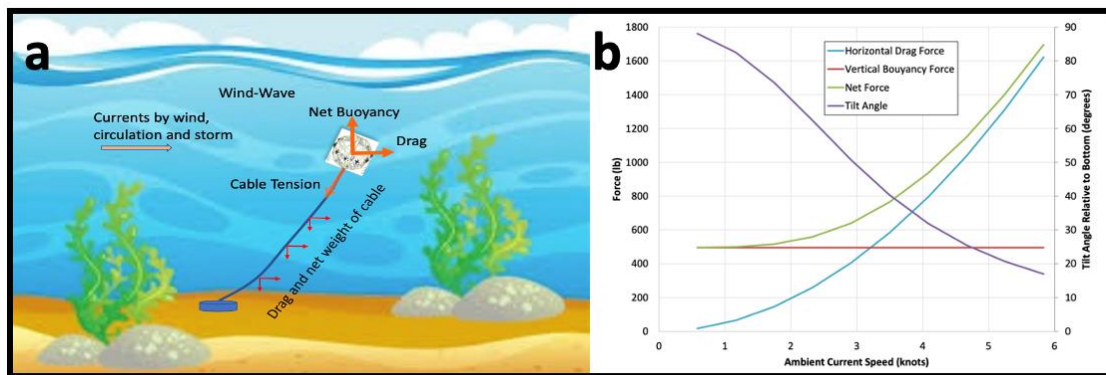 a
Wind-Wave
Net Buoyancy
Currents by wind,
circulation and storm
Drag
Cable Tension
Drag and net weight of cable
b
1800
1600
1400
1200
1000
800
600
400
200
0
Force (lb)
Horizontal Drag Force
Vertical Bouyancy Force
Net Force
Tilt Angle
90
80
70
60
50
40
30
20
10
0
Tilt Angle Relative to Bottom (degrees)
0 1 2 3 4 5 6
Ambient Current Speed (knots)